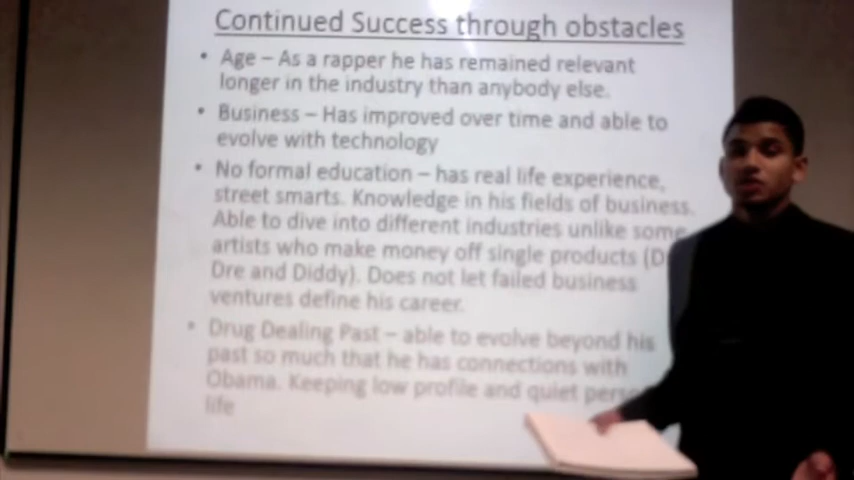 Continued Success through obstacles
• Age – As a rapper he has remained relevant
longer in the industry than anybody else.
• Business – Has improved over time and able to
evolve with technology
• No formal education – has real life experience,
street smarts. Knowledge in his fields of business.
Able to dive into different industries unlike some
artists who make money off single products (D
Dre and Diddy). Does not let failed business
ventures define his career.
• Drug Dealing Past – able to evolve beyond his
past so much that he has connections with
Obama. Keeping low profile and quiet
life